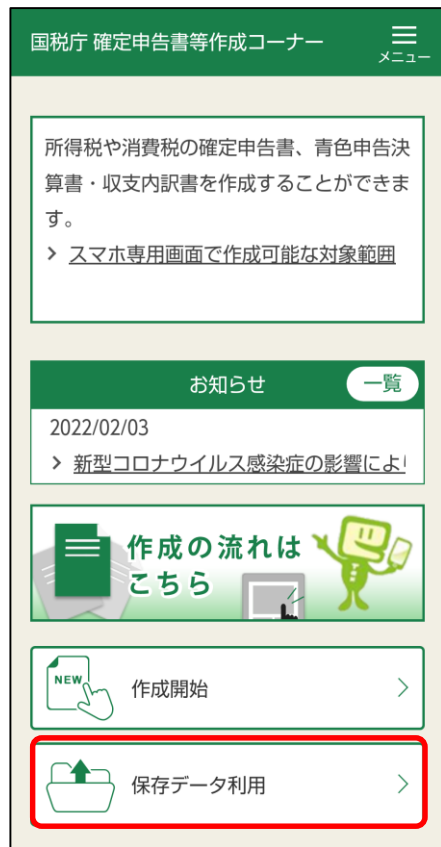 国税庁 確定申告書等作成コーナー
メニュー
所得税や消費税の確定申告書、青色申告決
算書・収支内訳書を作成することができま
す。
> スマホ専用画面で作成可能な対象範囲
お知らせ
一覧
2022/02/03
> 新型コロナウイルス感染症の影響により
作成の流れは
こちら
NEW
作成開始
保存データ利用